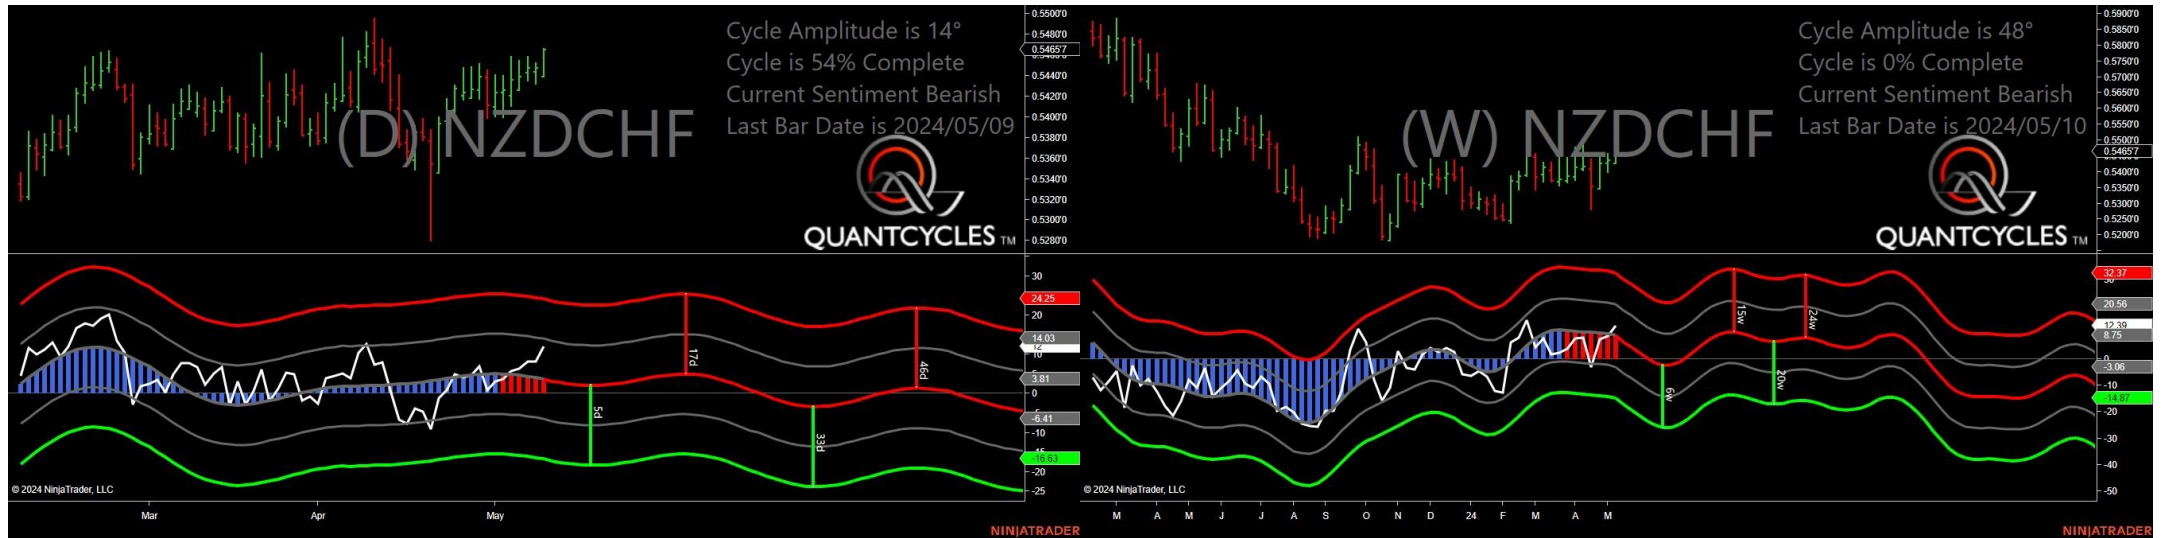 Cycle Amplitude is 14°
Cycle is 54% Complete
Current Sentiment Bearish
Last Bar Date is 2024/05/09
(D) NZDCHF
QUANTCYCLES TM
0.5500'0
0.5480'0
0.5465'7
0.5440'0
0.5420'0
0.5400'0
0.5380'0
0.5360'0
0.5340'0
0.5320'0
0.5300'0
0.5280'0
30
24.25
20
14.03
12
10
3.81
0
-6.41
-10
-16.63
-20
-25
5d
17d
33d
46d
© 2024 NinjaTrader, LLC
Mar Apr May
NINJATRADER
Cycle Amplitude is 48°
Cycle is 0% Complete
Current Sentiment Bearish
Last Bar Date is 2024/05/10
(W) NZDCHF
QUANTCYCLES TM
0.5900'0
0.5850'0
0.5800'0
0.5750'0
0.5700'0
0.5650'0
0.5600'0
0.5550'0
0.5500'0
0.5465'7
0.5400'0
0.5350'0
0.5300'0
0.5250'0
0.5200'0
32.37
30
20.56
12.39
8.75
0
-3.06
-10
-14.87
-20
-30
-40
-50
6w
15w
20w
24w
© 2024 NinjaTrader, LLC
M A M J J A S O N D 24 F M A M
NINJATRADER